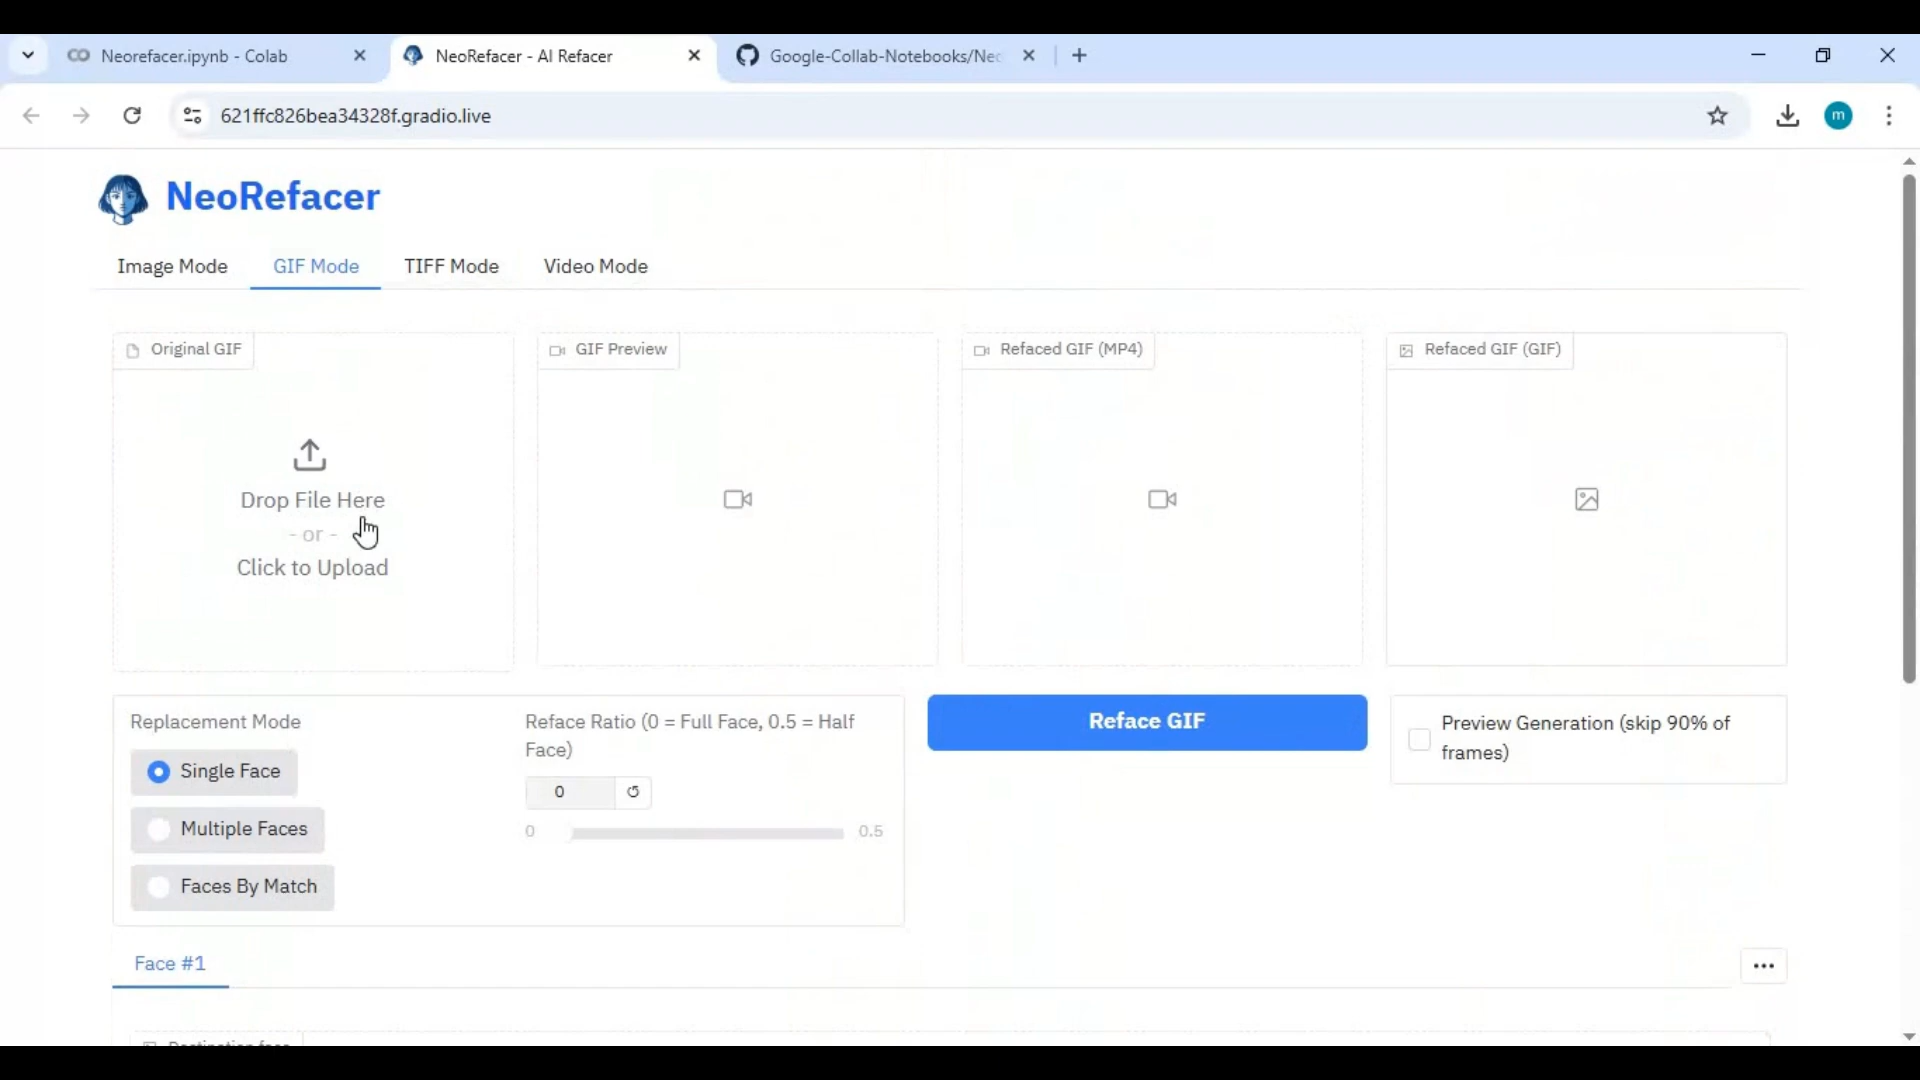 Neorefacer.ipynb - Colab
NeoRefacer - AI Refacer
Google-Collab-Notebooks/Neo
621ffc826bea34328f.gradio.live
m
NeoRefacer
Image Mode
GIF Mode
TIFF Mode
Video Mode
Original GIF
GIF Preview
Refaced GIF (MP4)
Refaced GIF (GIF)
Drop File Here
- or -
Click to Upload
Replacement Mode
Single Face
Multiple Faces
Faces By Match
Reface Ratio (0 = Full Face, 0.5 = Half
Face)
0
0
0.5
Reface GIF
Preview Generation (skip 90% of
frames)
Face #1